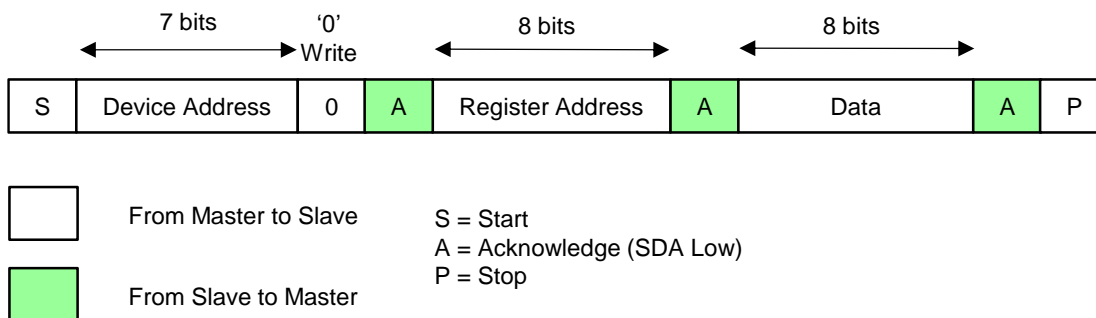 7 bits
‘0’
Write
8 bits
8 bits
S Device Address 0 A Register Address A Data A P
From Master to Slave
From Slave to Master
S = Start
A = Acknowledge (SDA Low)
P = Stop